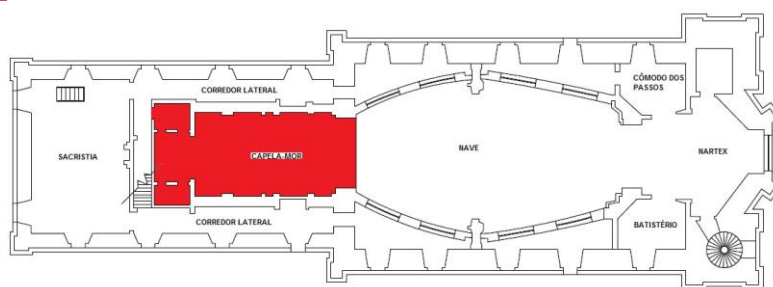 CORREDOR LATERAL
CÔMODO DOS
PASSOS
SACRISTIA
CAPELA-MOR
NAVE
NARTEX
CORREDOR LATERAL
BATISTÉRIO